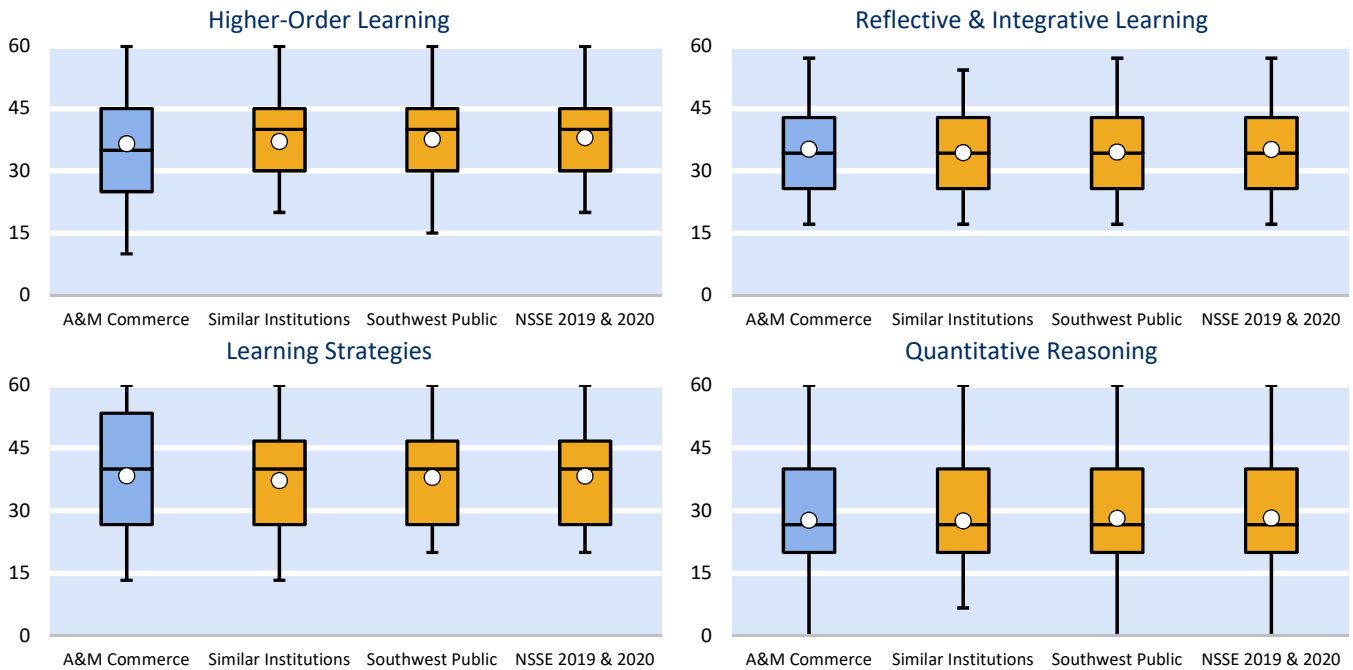 Higher-Order Learning
60
45
30
15
0
A&M Commerce Similar Institutions Southwest Public NSSE 2019 & 2020
Reflective & Integrative Learning
60
45
30
15
0
A&M Commerce Similar Institutions Southwest Public NSSE 2019 & 2020
Learning Strategies
60
45
30
15
0
A&M Commerce Similar Institutions Southwest Public NSSE 2019 & 2020
Quantitative Reasoning
60
45
30
15
0
A&M Commerce Similar Institutions Southwest Public NSSE 2019 & 2020